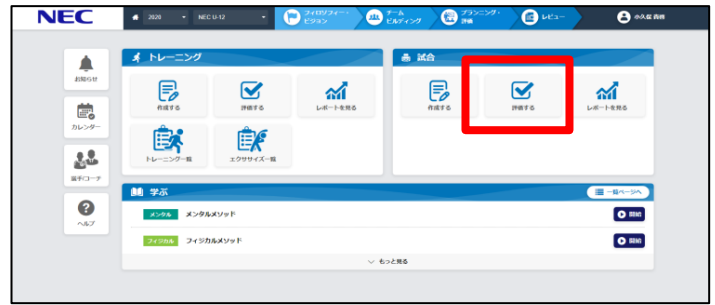 NEC
2020
NEC U-12
フィロソフィー・
ビジョン
チーム
ビルディング
プランニング・
評価
レビュー
小久保 貴樹
お知らせ
カレンダー
選手/コーチ
ヘルプ
トレーニング
作成する
評価する
レポートを見る
トレーニング一覧
エクササイズ一覧
試合
作成する
評価する
レポートを見る
学ぶ
一覧ページへ
メンタル
メンタルメソッド
開始
フィジカル
フィジカルメソッド
開始
もっと見る